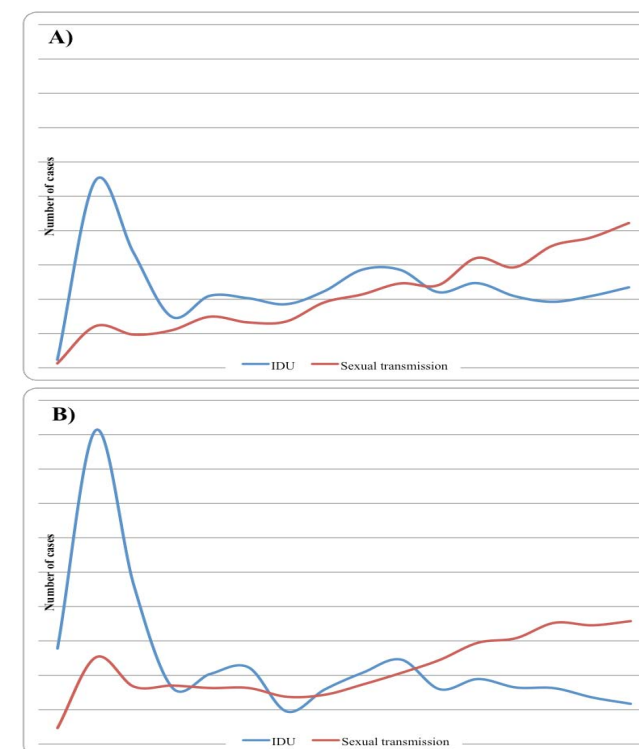 A)
Number of cases
IDU Sexual transmission
B)
Number of cases
IDU Sexual transmission